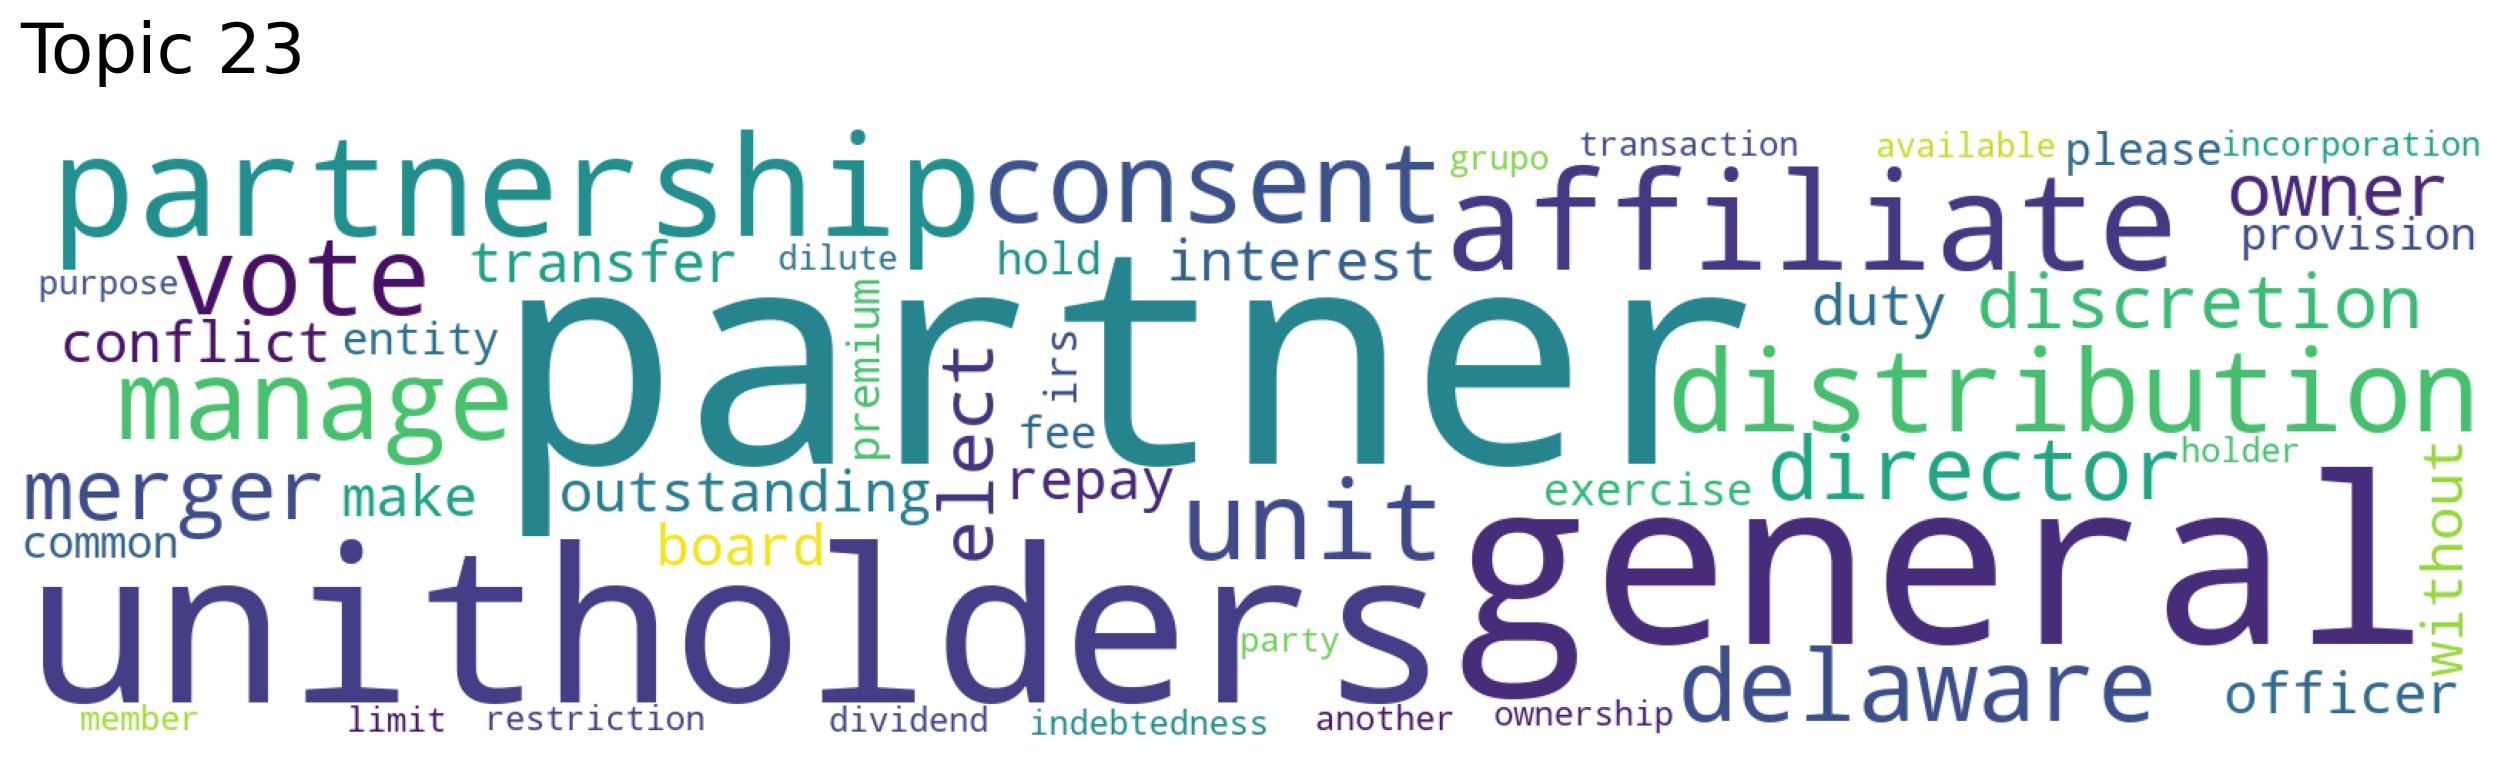 Topic 23
partnership
consent
grupo
transaction
available
please
incorporation
affiliate
owner
provision
purpose
vote
transfer
dilute
hold
interest
conflict
entity
premium
partner
irs
duty
discretion
manage
elect
fee
distribution
merger
make
outstanding
repay
unit
exercise
director
holder
without
common
board
unitholders
general
party
delaware
officer
member
limit
restriction
dividend
indebtedness
another
ownership